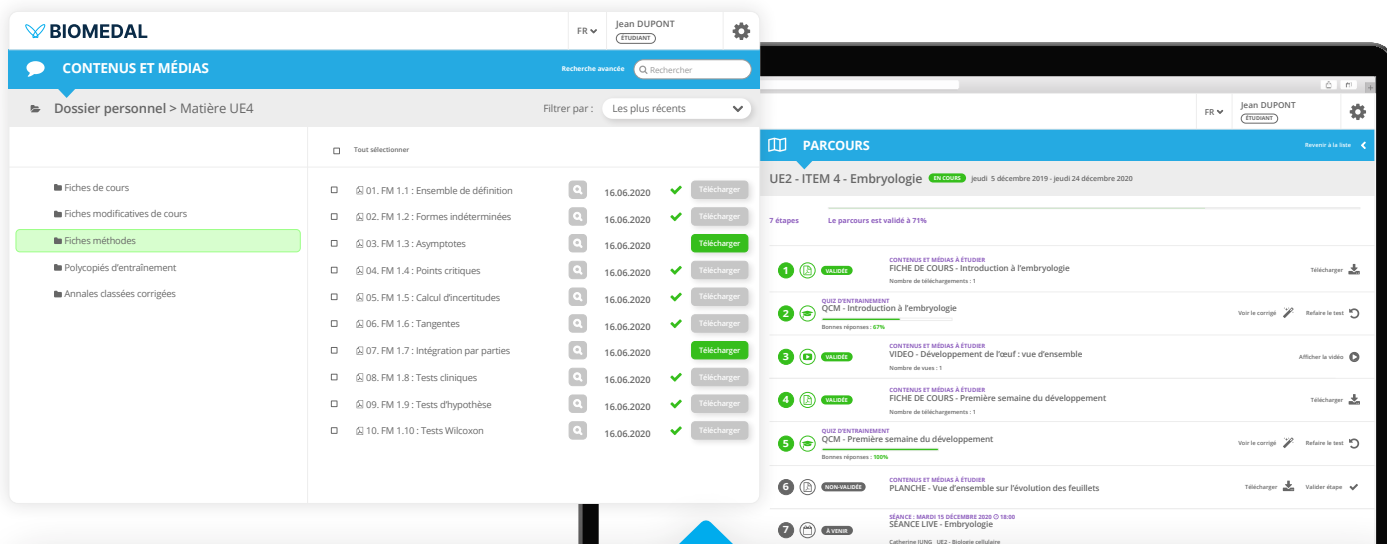 BIOMEDAL
FR
Jean DUPONT
ÉTUDIANT
CONTENUS ET MÉDIAS
Recherche avancée
Rechercher
Dossier personnel > Matière UE4
Filtrer par :
Les plus récents
Tout sélectionner
Fiches de cours
Fiches modificatives de cours
Fiches méthodes
Polycopiés d'entraînement
Annales classées corrigées
01. FM 1.1 : Ensemble de définition 16.06.2020 Télécharger
02. FM 1.2 : Formes indéterminées 16.06.2020 Télécharger
03. FM 1.3 : Asymptotes 16.06.2020 Télécharger
04. FM 1.4 : Points critiques 16.06.2020 Télécharger
05. FM 1.5 : Calcul d'incertitudes 16.06.2020 Télécharger
06. FM 1.6 : Tangentes 16.06.2020 Télécharger
07. FM 1.7 : Intégration par parties 16.06.2020 Télécharger
08. FM 1.8 : Tests cliniques 16.06.2020 Télécharger
09. FM 1.9 : Tests d'hypothèse 16.06.2020 Télécharger
10. FM 1.10 : Tests Wilcoxon 16.06.2020 Télécharger
FR
Jean DUPONT
ÉTUDIANT
PARCOURS
Revenir à la liste
UE2 - ITEM 4 - Embryologie EN COURS jeudi 5 décembre 2019 - jeudi 24 décembre 2020
7 étapes Le parcours est validé à 71%
CONTENUS ET MÉDIAS À ÉTUDIER
1 VALIDÉE FICHE DE COURS - Introduction à l'embryologie Télécharger
Nombre de téléchargements : 1
QUIZ D'ENTRAINEMENT
2 QCM - Introduction à l'embryologie Voir le corrigé Refaire le test
Bonnes réponses : 67%
CONTENUS ET MÉDIAS À ÉTUDIER
3 VALIDÉE VIDEO - Développement de l'œuf : vue d'ensemble Afficher la vidéo
Nombre de vues : 1
CONTENUS ET MÉDIAS À ÉTUDIER
4 VALIDÉE FICHE DE COURS - Première semaine du développement Télécharger
Nombre de téléchargements : 1
QUIZ D'ENTRAINEMENT
5 QCM - Première semaine du développement Voir le corrigé Refaire le test
Bonnes réponses : 100%
CONTENUS ET MÉDIAS À ÉTUDIER
6 NON-VALIDÉE PLANCHE - Vue d'ensemble sur l'évolution des feuillets Télécharger Valider étape
SÉANCE : MARDI 15 DÉCEMBRE 2020 18:00
7 À VENIR SÉANCE LIVE - Embryologie
Catherine JUNG UE2 - Biologie cellulaire